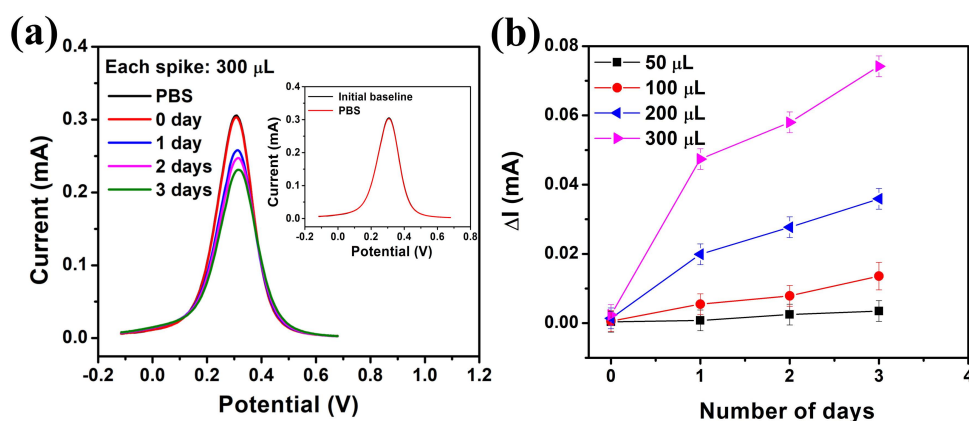 (a)
0.4
0.3
0.2
0.1
0.0
Current (mA)
-0.2
0.0
0.2
0.4
0.6
0.8
1.0
1.2
Potential (V)
Each spike: 300 μL
PBS
0 day
1 day
2 days
3 days
0.4
0.3
0.2
0.1
0.0
Current (mA)
Initial baseline
PBS
-0.2
0.0
0.2
0.4
0.6
0.8
Potential (V)
(b)
0.08
0.06
0.04
0.02
0.00
ΔI (mA)
50 μL
100 μL
200 μL
300 μL
0
1
2
3
4
Number of days